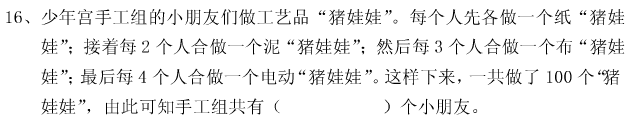 16、少年宫手工组的小朋友们做工艺品“猪娃娃”。每个人先各做一个纸“猪娃
娃”；接着每 2 个人合做一个泥“猪娃娃”；然后每 3 个人合做一个布“猪娃
娃”；最后每 4 个人合做一个电动“猪娃娃”。这样下来，一共做了 100 个“猪
娃娃”，由此可知手工组共有（　　　　　）个小朋友。